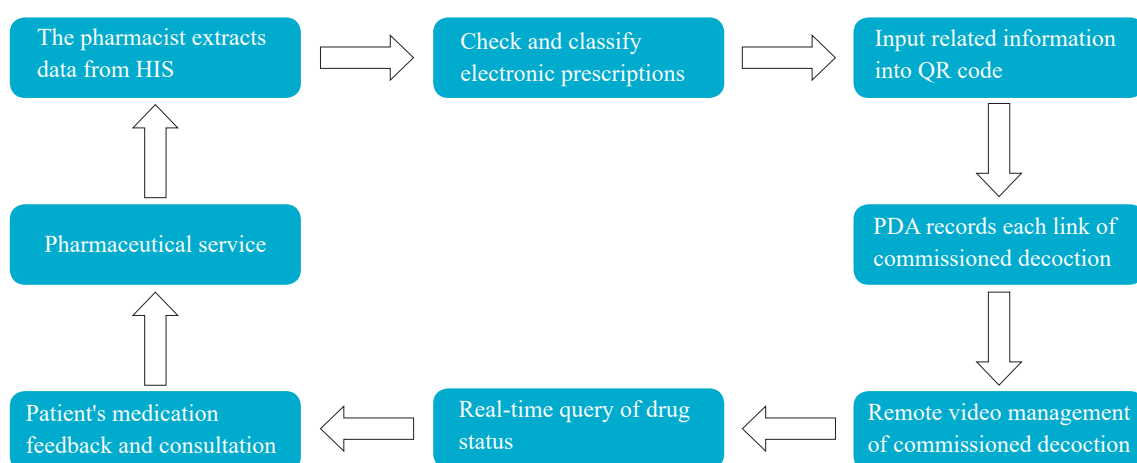 The pharmacist extracts
data from HIS
Check and classify
electronic prescriptions
Input related information
into QR code
Pharmaceutical service
PDA records each link of
commissioned decoction
Patient's medication
feedback and consultation
Real-time query of drug
status
Remote video management
of commissioned decoction